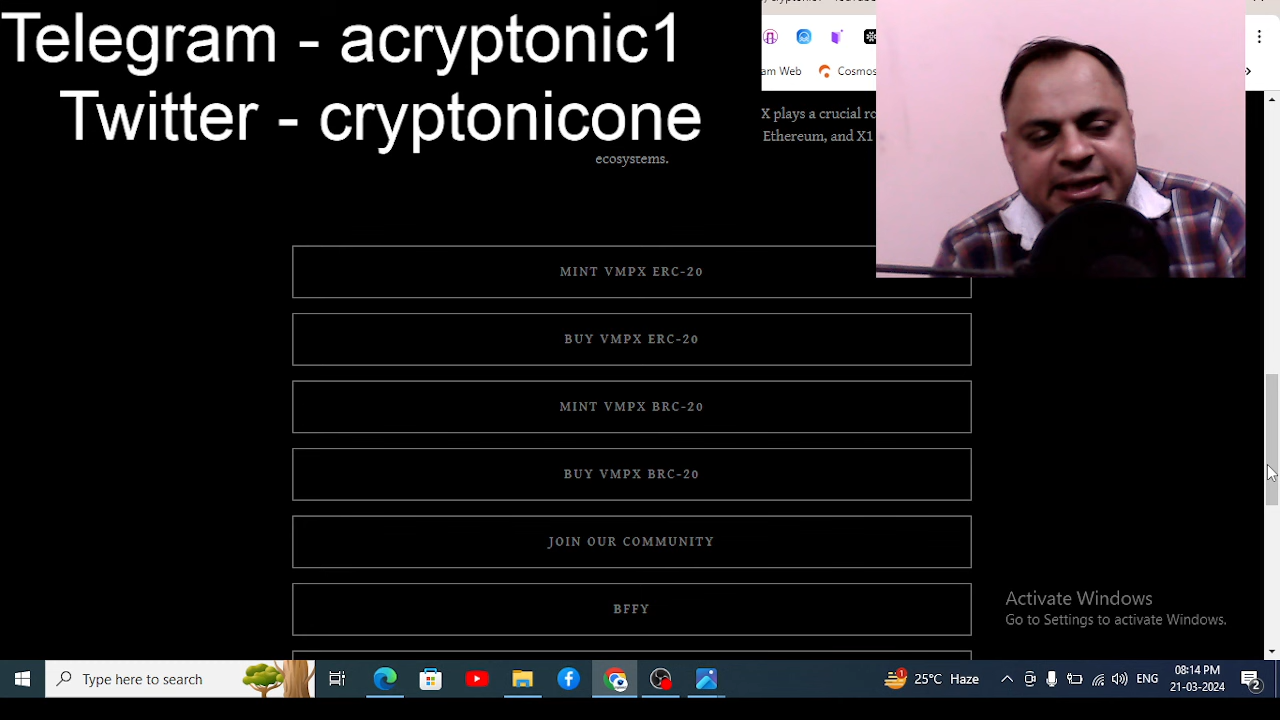 Telegram - acryptonic1
Twitter - cryptonicone
am Web
Cosmos
X plays a crucial
Ethereum, and X1
ecosystems.
MINT VMPX ERC-20
BUY VMPX ERC-20
MINT VMPX BRC-20
BUY VMPX BRC-20
JOIN OUR COMMUNITY
BFFY
Activate Windows
Go to Settings to activate Windows.
Type here to search
1
25°C Haze
ENG
08:14 PM
21-03-2024
2